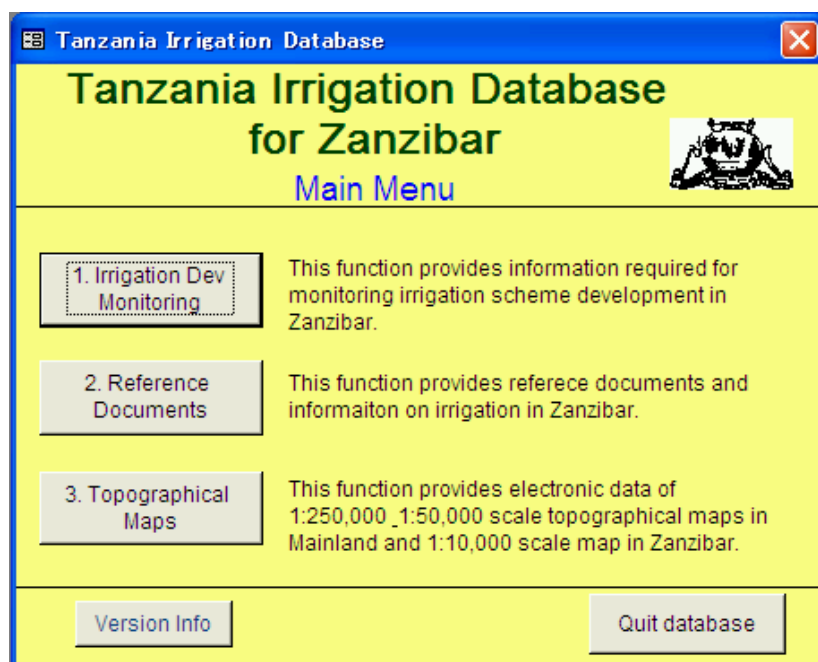 Tanzania Irrigation Database
Tanzania Irrigation Database
for Zanzibar
Main Menu
1. Irrigation Dev
Monitoring
This function provides information required for
monitoring irrigation scheme development in
Zanzibar.
2. Reference
Documents
This function provides referece documents and
informaiton on irrigation in Zanzibar.
3. Topographical
Maps
This function provides electronic data of
1:250,000 _1:50,000 scale topographical maps in
Mainland and 1:10,000 scale map in Zanzibar.
Version Info
Quit database